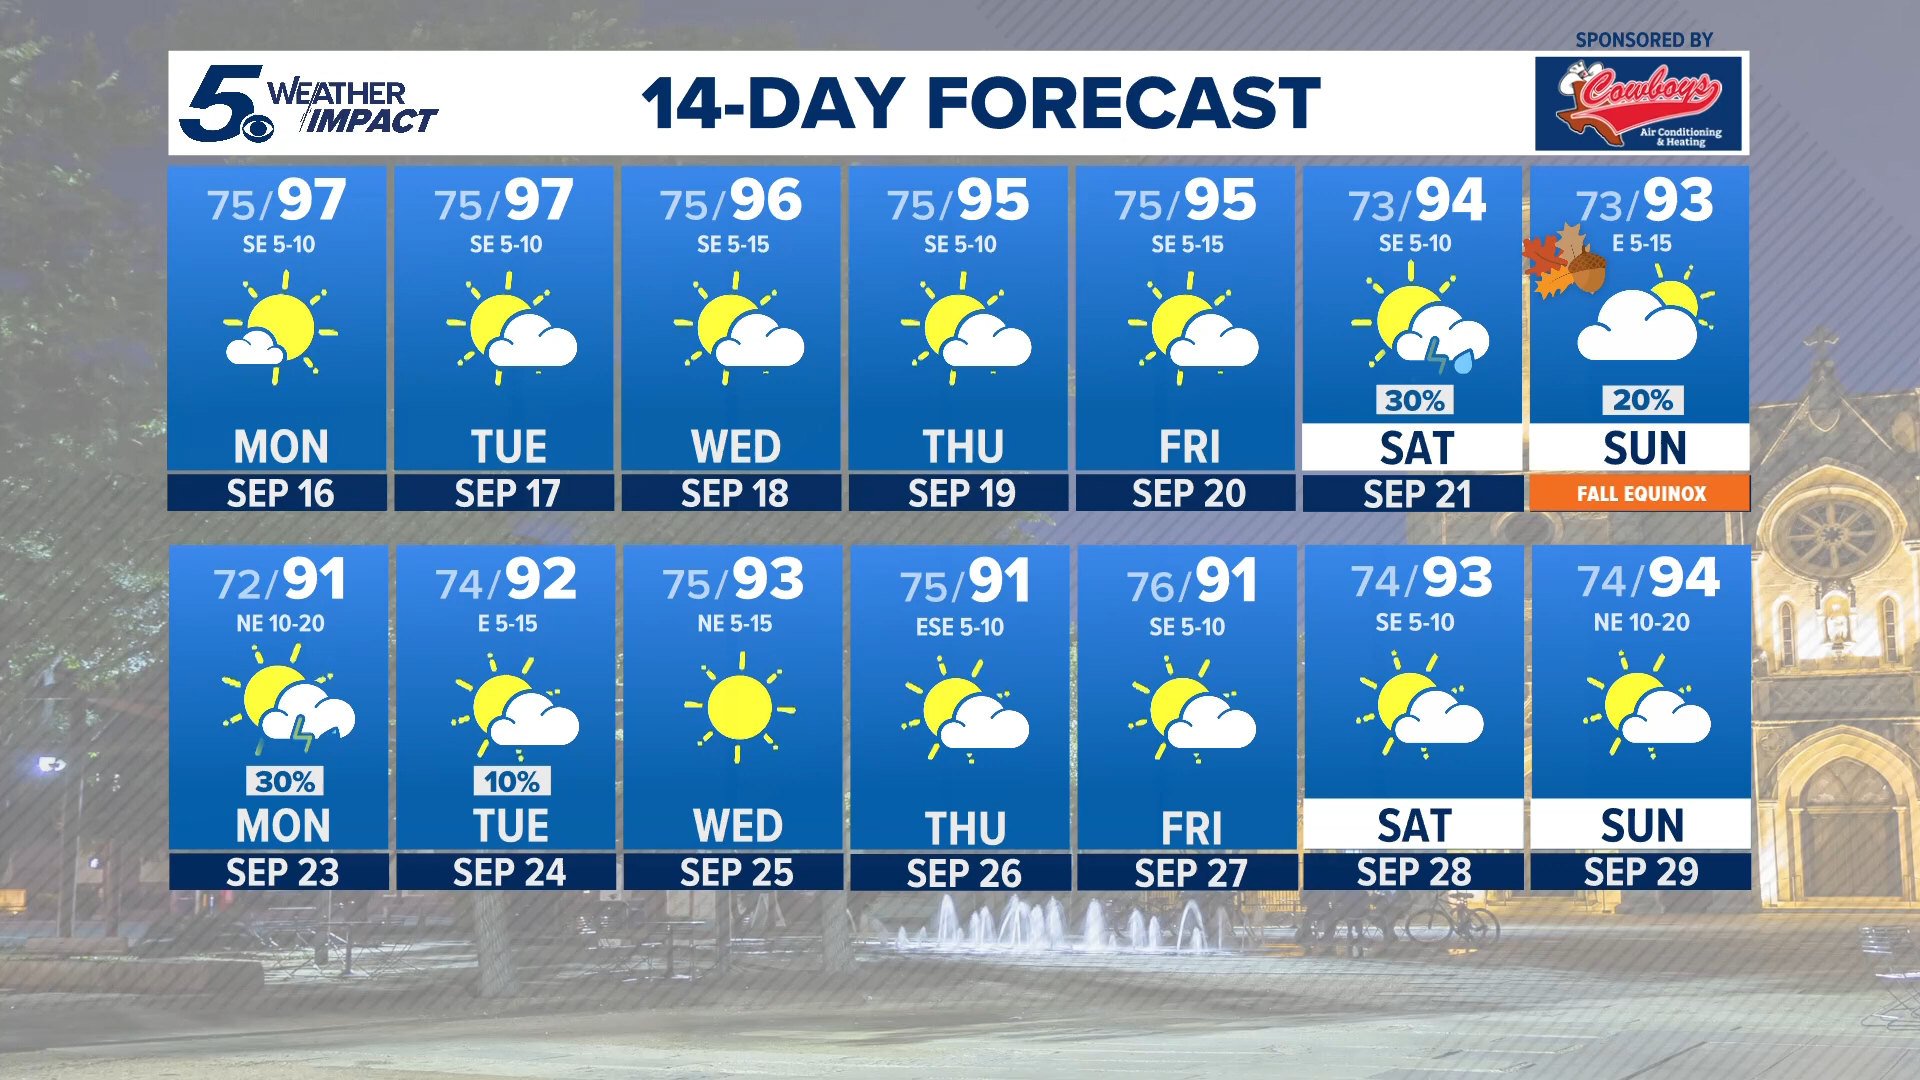 SPONSORED BY
5 WEATHER IMPACT
14-DAY FORECAST
Cowboys
Air Conditioning
& Heating
75/97
SE 5-10
MON
SEP 16
75/97
SE 5-10
TUE
SEP 17
75/96
SE 5-15
WED
SEP 18
75/95
SE 5-10
THU
SEP 19
75/95
SE 5-15
FRI
SEP 20
73/94
SE 5-10
30%
SAT
SEP 21
73/93
E 5-15
20%
SUN
FALL EQUINOX
72/91
NE 10-20
30%
MON
SEP 23
74/92
E 5-15
10%
TUE
SEP 24
75/93
NE 5-15
WED
SEP 25
75/91
ESE 5-10
THU
SEP 26
76/91
SE 5-10
FRI
SEP 27
74/93
SE 5-10
SAT
SEP 28
74/94
NE 10-20
SUN
SEP 29